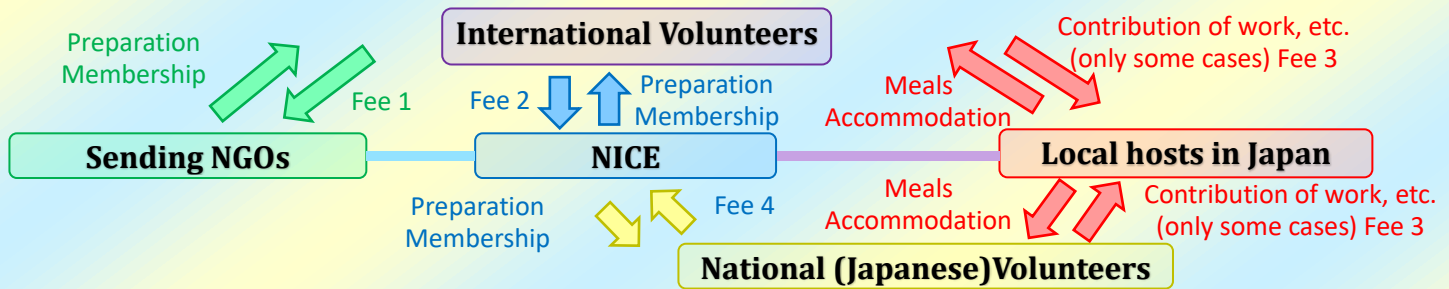 International Volunteers
Preparation
Membership
Fee 1
Fee 2
Preparation
Membership
Meals
Accommodation
Contribution of work, etc.
(only some cases) Fee 3
Sending NGOs
NICE
Local hosts in Japan
Preparation
Membership
Fee 4
Meals
Accommodation
Contribution of work, etc.
(only some cases) Fee 3
National (Japanese)Volunteers